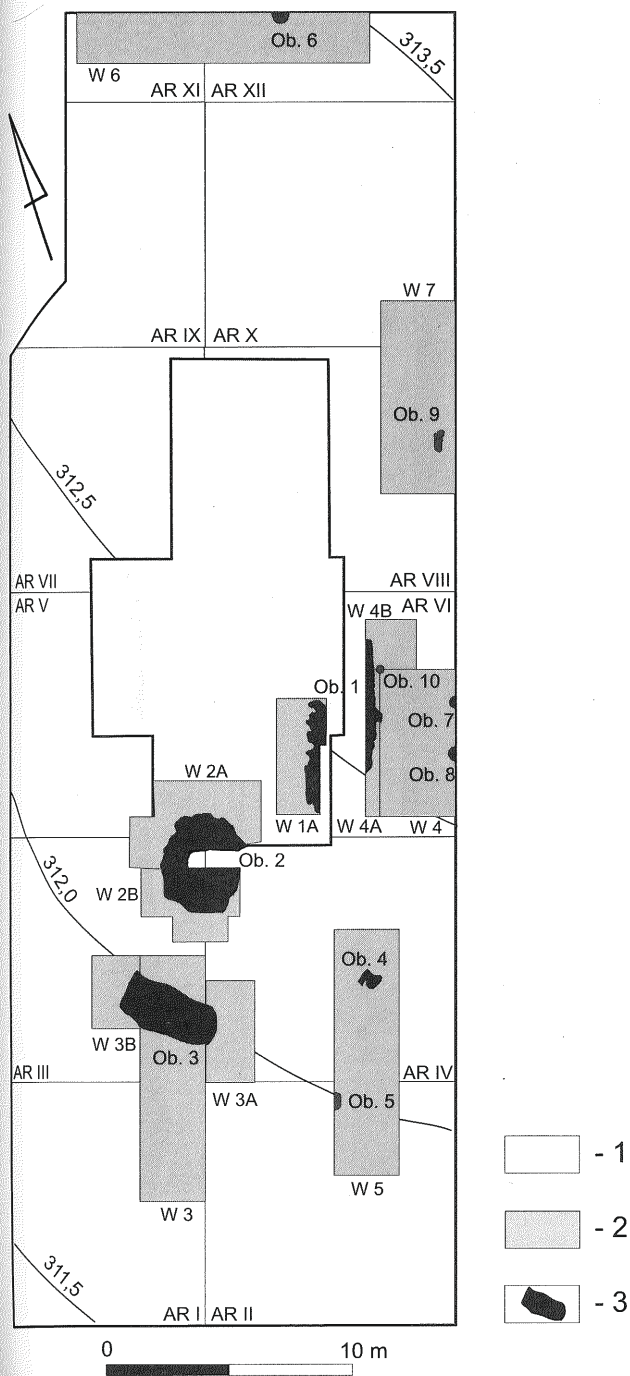 Ob. 6
313,5
W 6
AR XI AR XII
W 7
AR IX AR X
Ob. 9
312,5
AR VII AR VIII
AR V AR VI
W 4B
Ob. 1 Ob. 10
Ob. 7
W 2A
Ob. 8
W 1A W 4A W 4
Ob. 2
312,0
W 2B
Ob. 4
W 3B Ob. 3
AR III AR IV
W 3A Ob. 5
- 1
W 5
W 3
- 2
311,5
AR I AR II
- 3
0 10 m